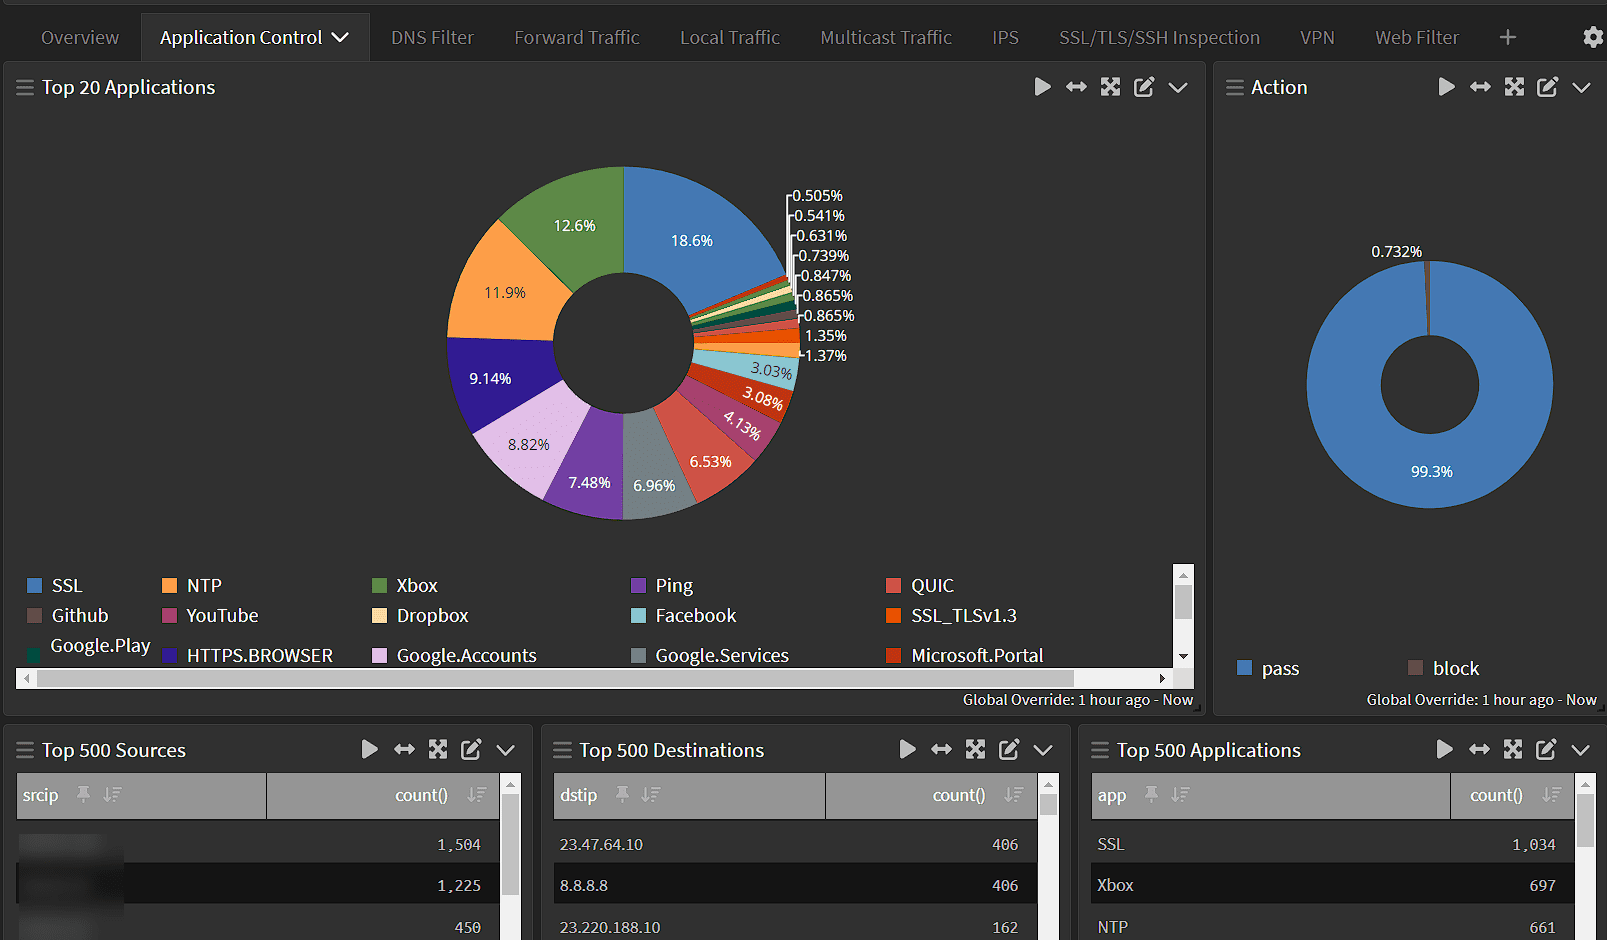 Overview Application Control DNS Filter Forward Traffic Local Traffic Multicast Traffic IPS SSL/TLS/SSH Inspection VPN Web Filter +
Top 20 Applications
0.505%
0.541%
0.631%
0.739%
0.847%
0.865%
0.865%
1.35%
1.37%
3.03%
3.08%
4.13%
6.53%
6.96%
7.48%
8.82%
9.14%
11.9%
12.6%
18.6%
SSL NTP Xbox Ping QUIC
Github YouTube Dropbox Facebook SSL_TLSv1.3
Google.Play HTTPS.BROWSER Google.Accounts Google.Services Microsoft.Portal
Global Override: 1 hour ago - Now
Action
0.732%
99.3%
pass block
Global Override: 1 hour ago - Now
Top 500 Sources
srcip count()
1,504
1,225
450
Top 500 Destinations
dstip count()
23.47.64.10 406
8.8.8.8 406
23.220.188.10 162
Top 500 Applications
app count()
SSL 1,034
Xbox 697
NTP 661